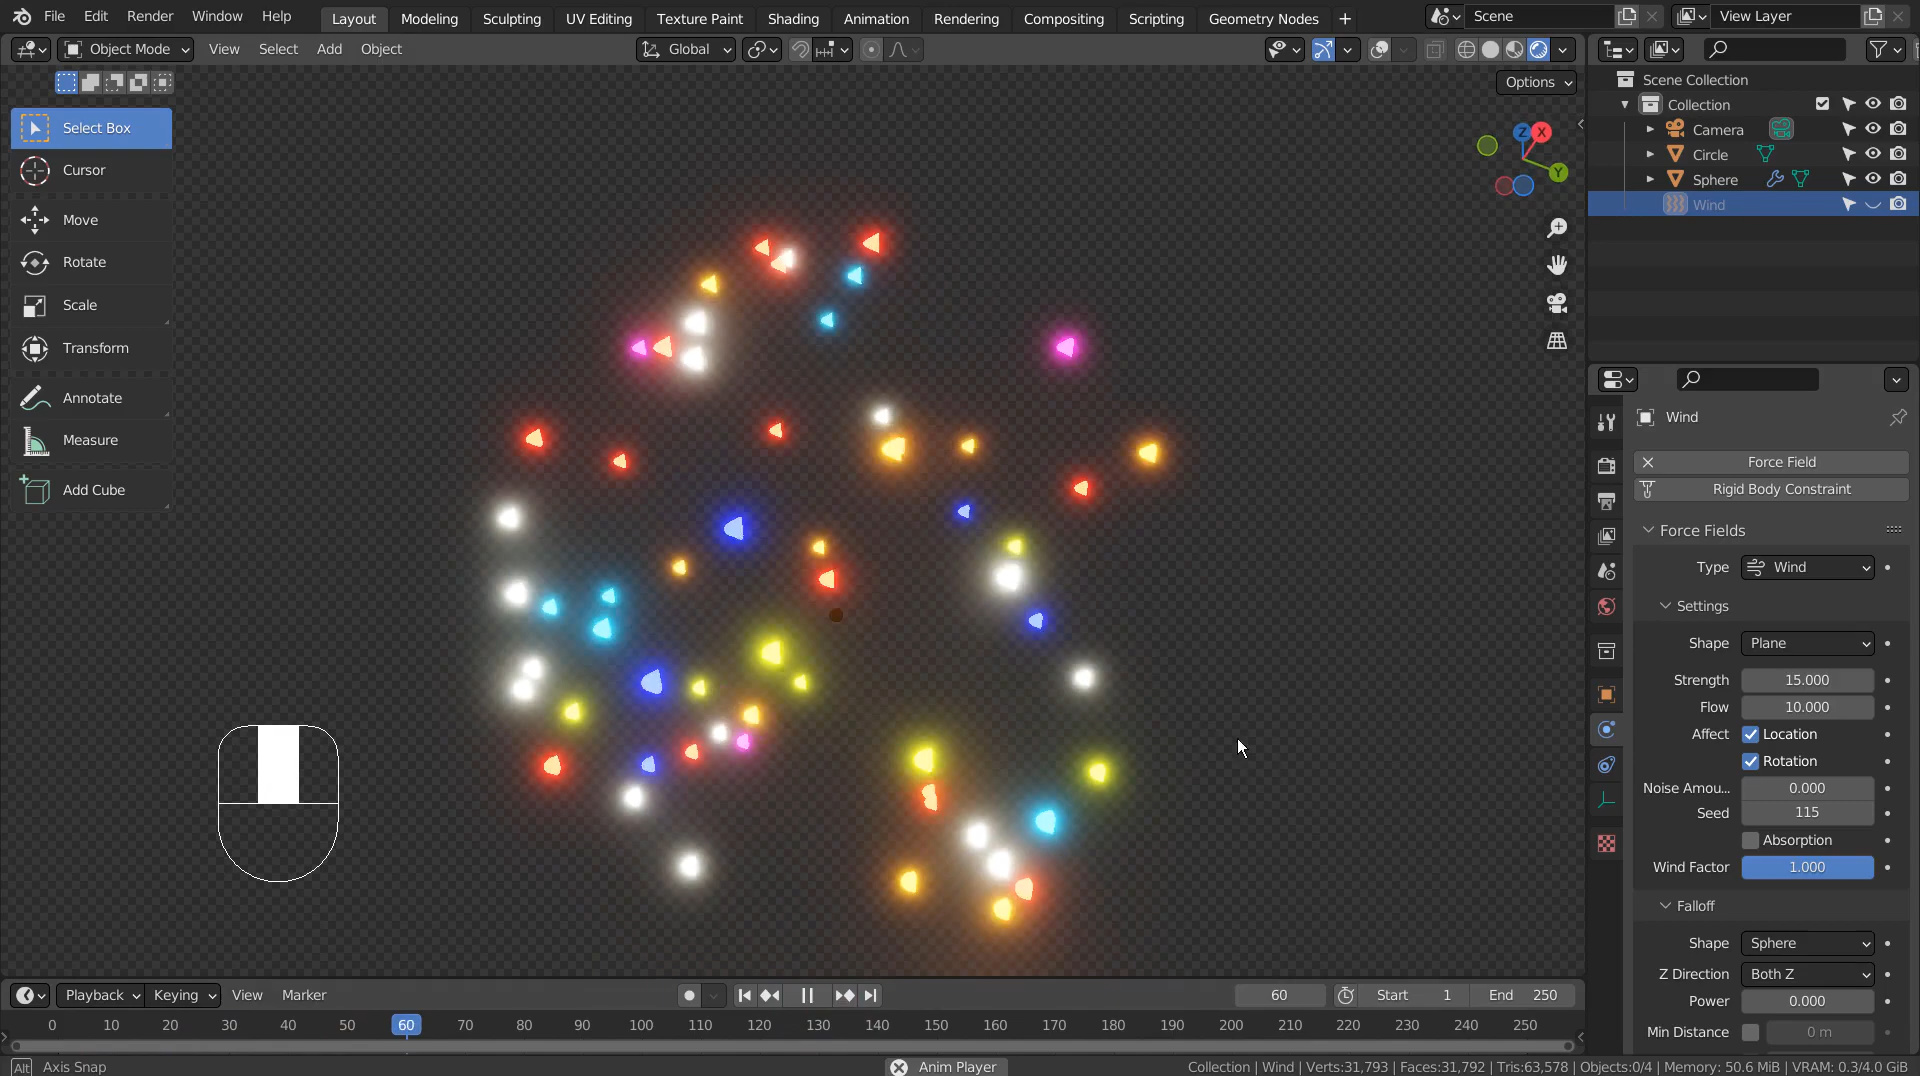 File Edit Render Window Help Layout Modeling Sculpting UV Editing Texture Paint Shading Animation Rendering Compositing Scripting Geometry Nodes + Scene View Layer
Object Mode View Select Add Object Global
Options
Select Box
Cursor
Move
Rotate
Scale
Transform
Annotate
Measure
Add Cube
Z X
Y
Scene Collection
Collection
Camera
Circle
Sphere
Wind
Wind
Force Field
Rigid Body Constraint
Force Fields
Type Wind
Settings
Shape Plane
Strength 15.000
Flow 10.000
Affect Location
Rotation
Noise Amou... 0.000
Seed 115
Absorption
Wind Factor 1.000
Falloff
Shape Sphere
Z Direction Both Z
Power 0.000
Min Distance 0 m
Playback Keying View Marker 60 Start 1 End 250
0 10 20 30 40 50 60 70 80 90 100 110 120 130 140 150 160 170 180 190 200 210 220 230 240 250
Alt Axis Snap Anim Player Collection | Wind | Verts:31,793 | Faces:31,792 | Tris:63,578 | Objects:0/4 | Memory: 50.6 MiB | VRAM: 0.3/4.0 GiB